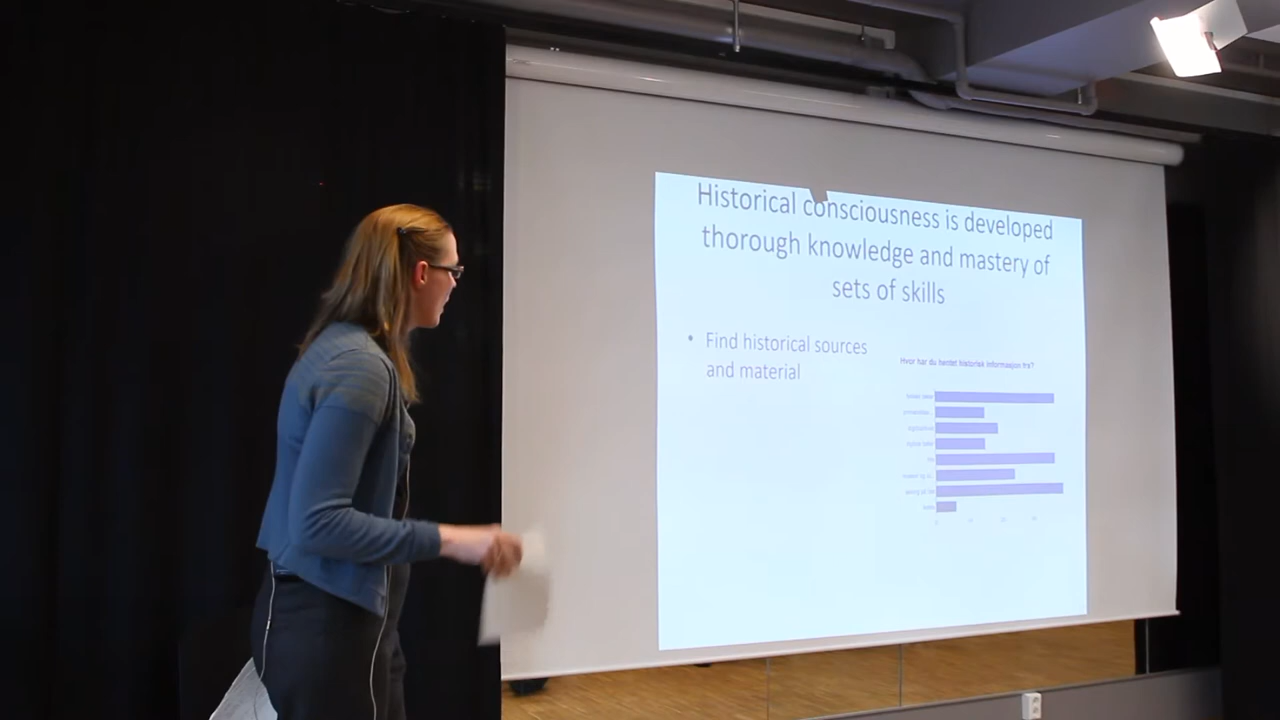 Historical consciousness is developed
thorough knowledge and mastery of
sets of skills
• Find historical sources
and material
Hvor har du hentet historisk informasjon fra?